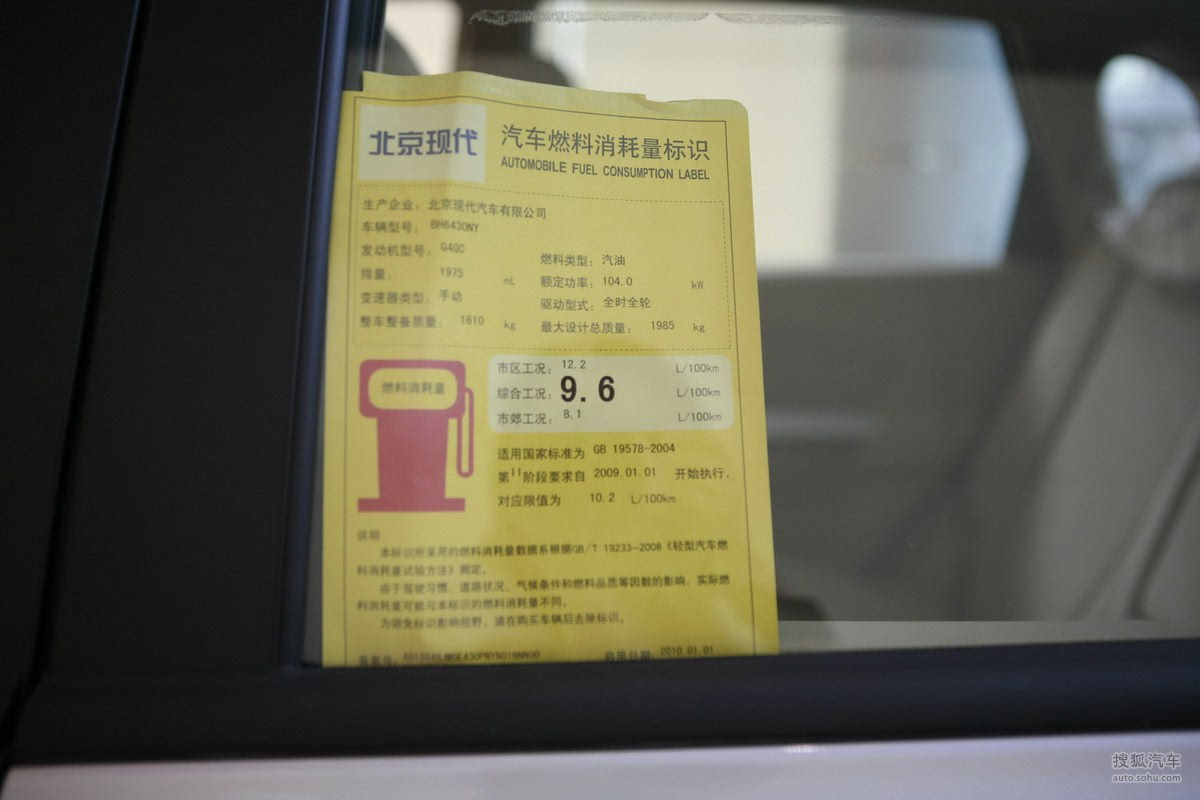 北京现代
汽车燃料消耗量标识
AUTOMOBILE FUEL CONSUMPTION LABEL
生产企业：北京现代汽车有限公司
车辆型号：BH6430NY
发动机型号：G4GC
燃料类型：汽油
排量：1975 mL
额定功率：104.0 kW
变速器类型：手动
驱动型式：全时全轮
整车整备质量：1610 kg
最大设计总质量：1985 kg
燃料消耗量
市区工况：12.2 L/100km
综合工况：9.6 L/100km
市郊工况：8.1 L/100km
适用国家标准为 GB 19578-2004
第II阶段要求自 2009.01.01 开始执行.
对应限值为 10.2 L/100km
说明
本标识所采用的燃料消耗量数据系根据GB/T 19233-2008《轻型汽车燃
料消耗量试验方法》测定。
由于驾驶习惯、道路状况、气候条件和燃料品质等因数的影响，实际燃
料消耗量可能与本标识的燃料消耗量不同。
为避免标识影响视野，请在购买车辆后去除标识。
备案号：
启用日期：2010.01.01
搜狐汽车
auto.sohu.com